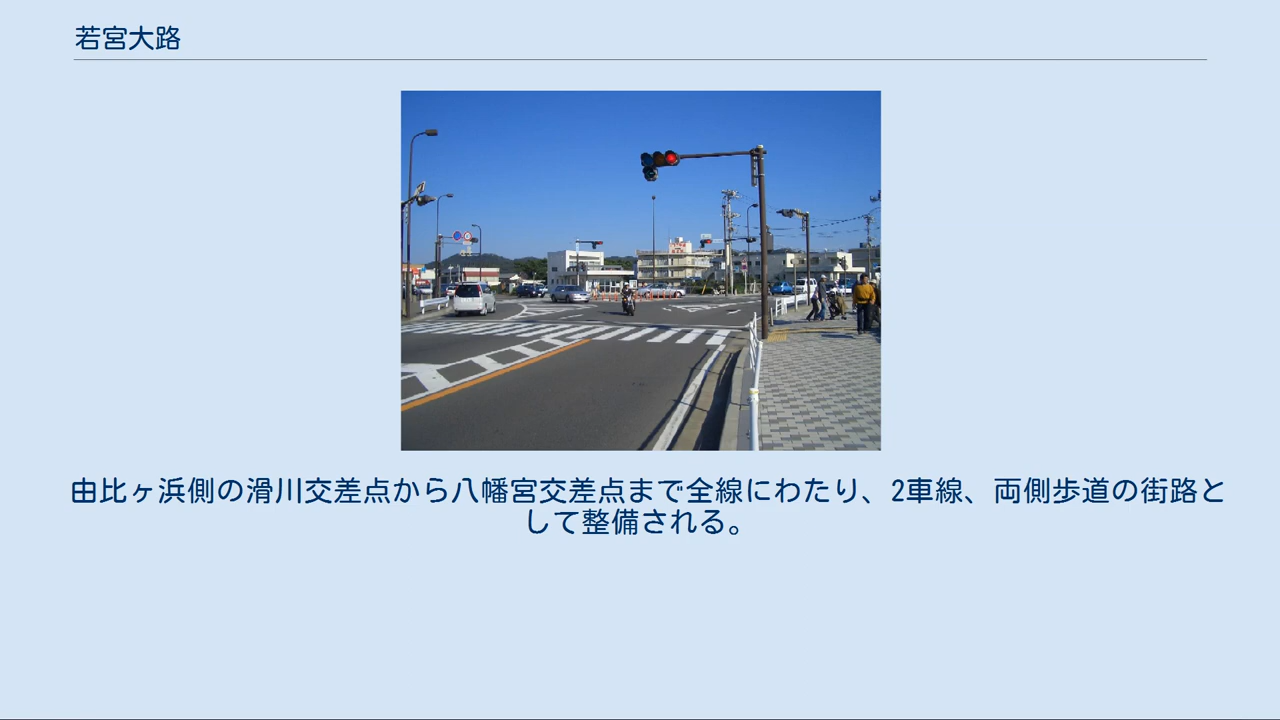 若宮大路
由比ヶ浜側の滑川交差点から八幡宮交差点まで全線にわたり、2車線、両側歩道の街路と
して整備される。